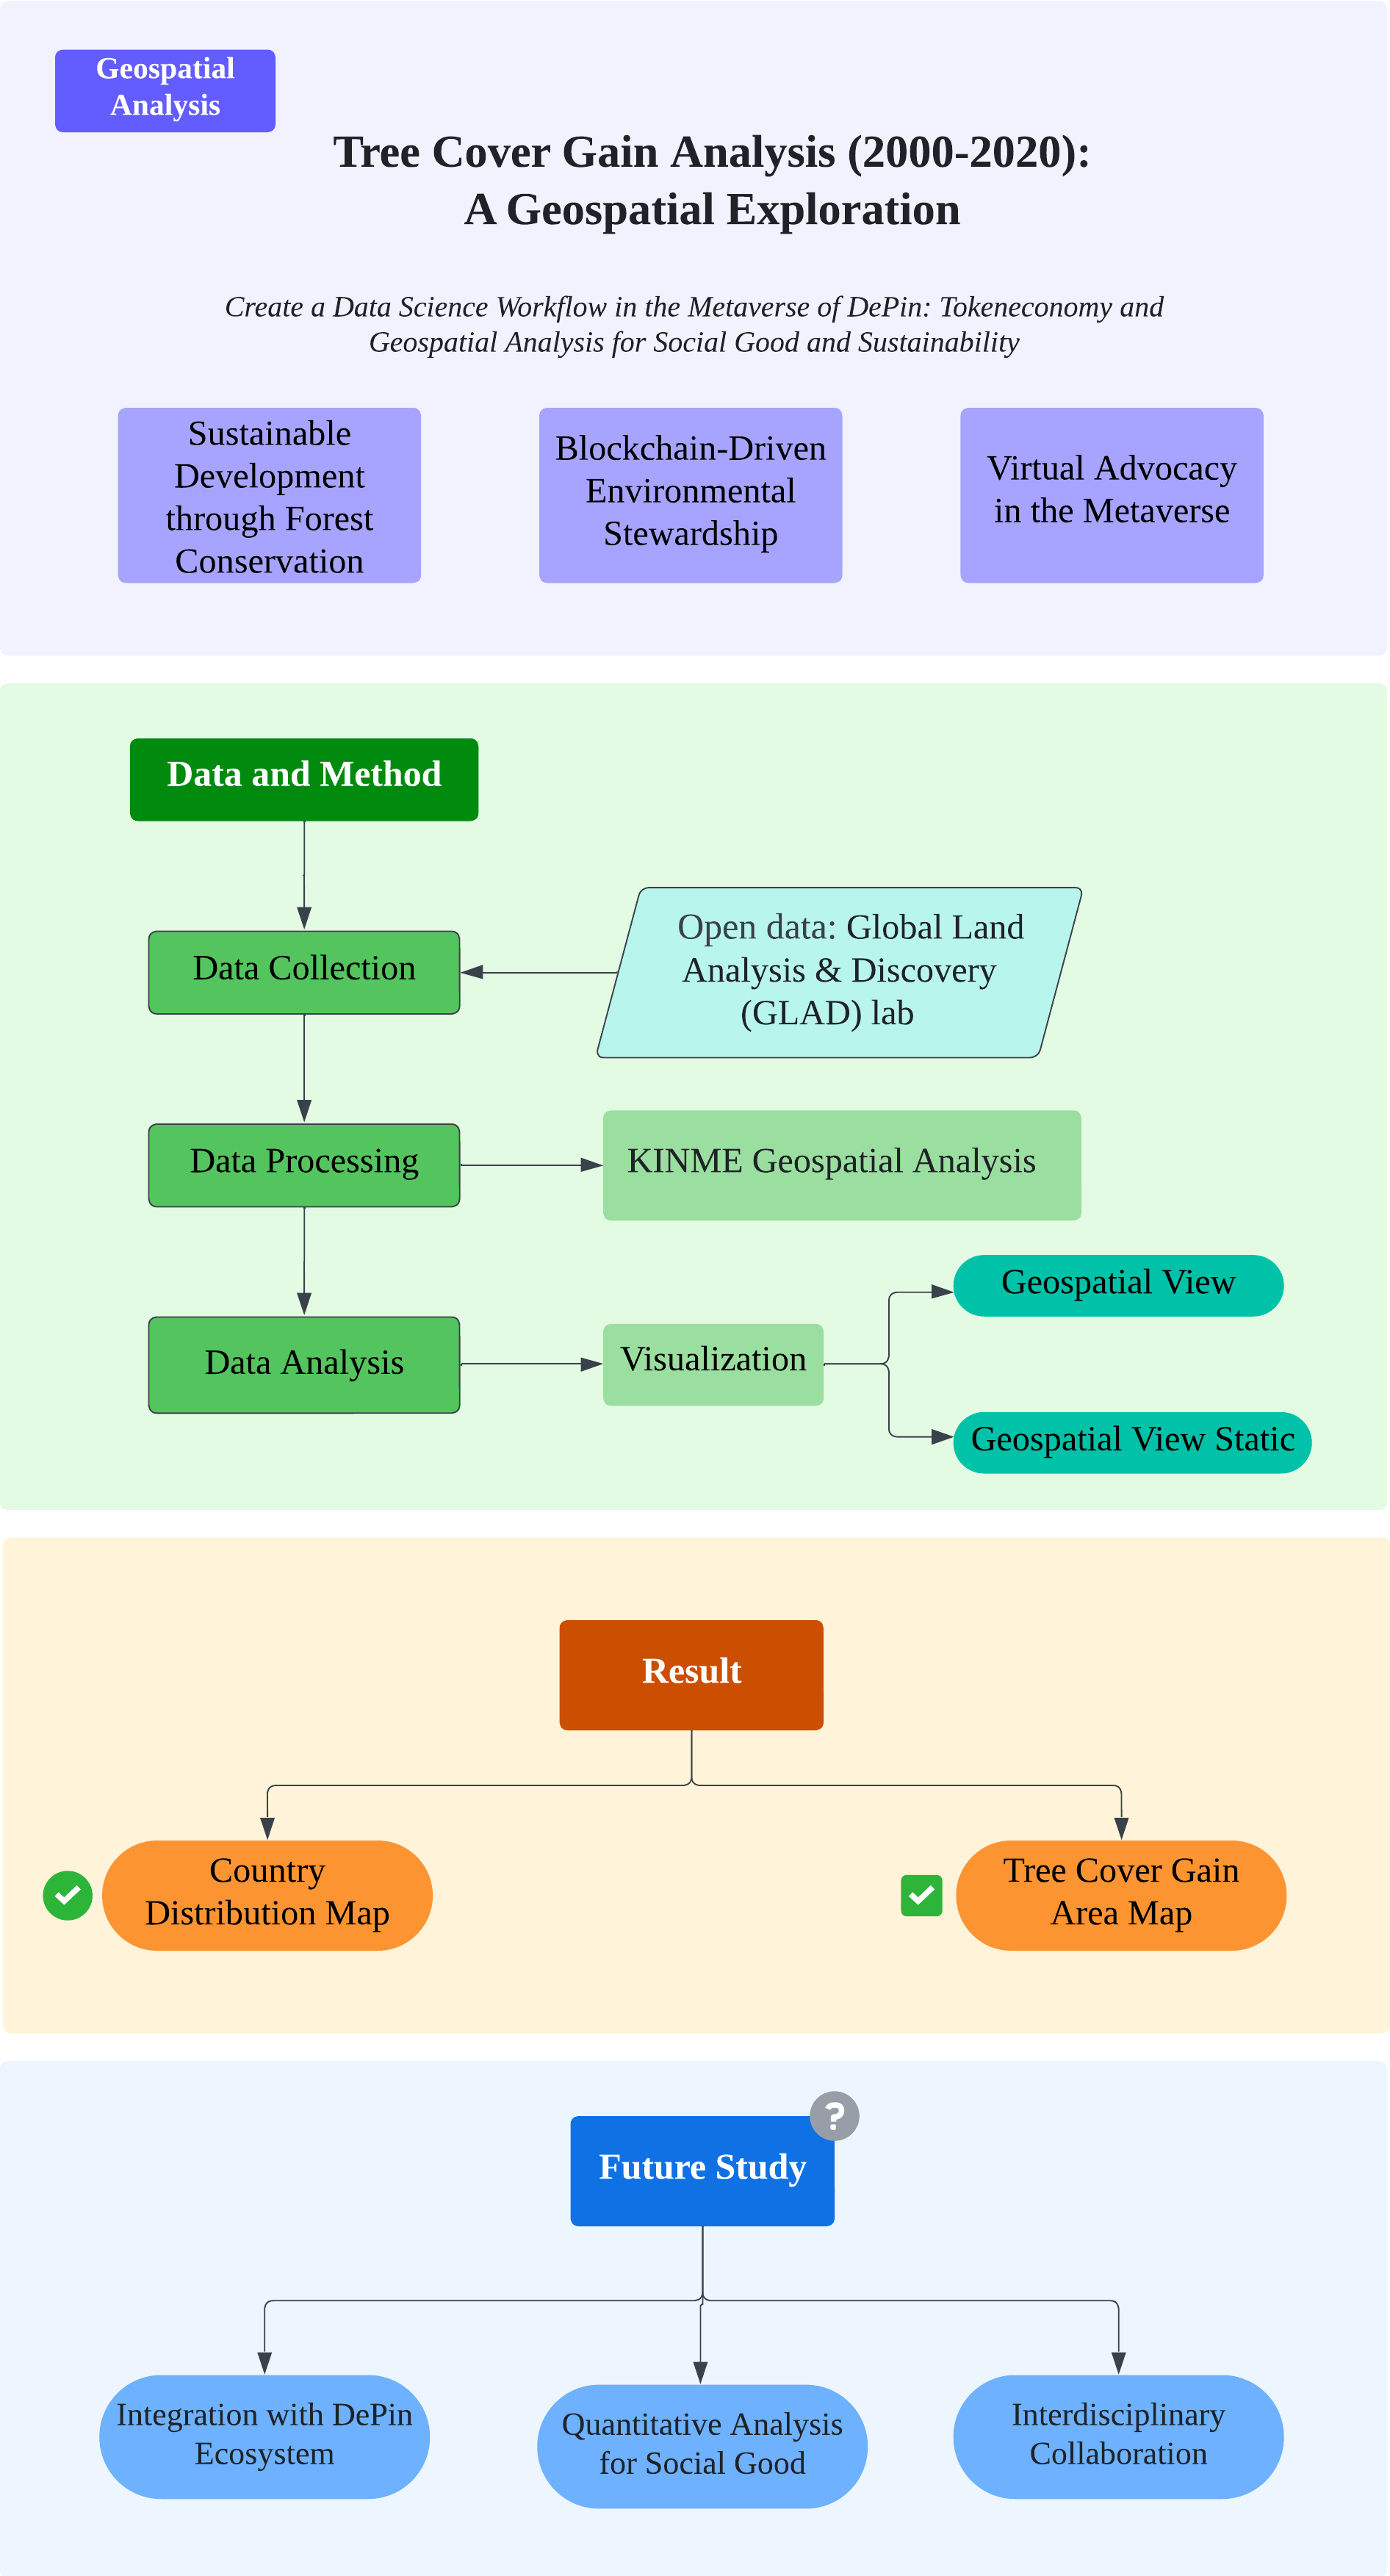 Geospatial
Analysis
Tree Cover Gain Analysis (2000-2020):
A Geospatial Exploration
Create a Data Science Workflow in the Metaverse of DePin: Tokeneconomy and
Geospatial Analysis for Social Good and Sustainability
Sustainable
Development
through Forest
Conservation
Blockchain-Driven
Environmental
Stewardship
Virtual Advocacy
in the Metaverse
Data and Method
Data Collection
Open data: Global Land
Analysis & Discovery
(GLAD) lab
Data Processing
KINME Geospatial Analysis
Data Analysis
Visualization
Geospatial View
Geospatial View Static
Result
Country
Distribution Map
Tree Cover Gain
Area Map
?
Future Study
Integration with DePin
Ecosystem
Quantitative Analysis
for Social Good
Interdisciplinary
Collaboration